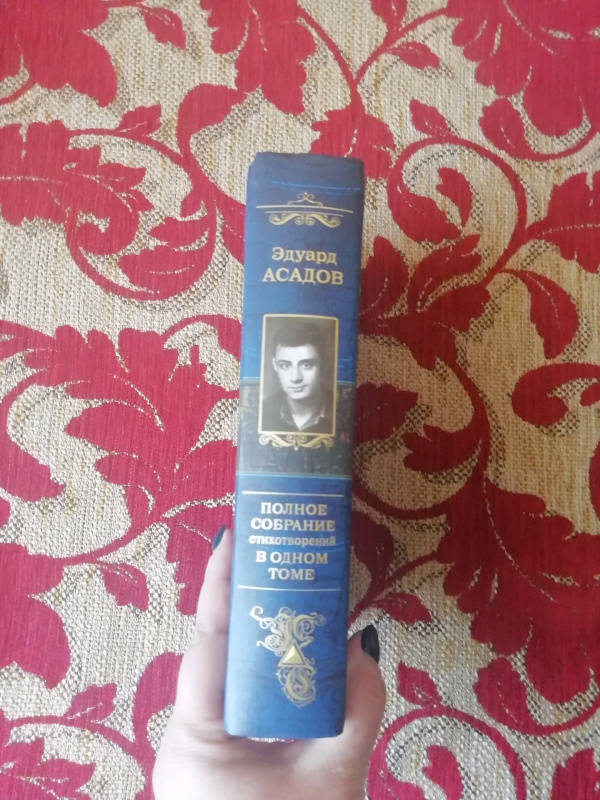 Эдуард
АСАДОВ
ПОЛНОЕ
СОБРАНИЕ
стихотворений
В ОДНОМ
ТОМЕ